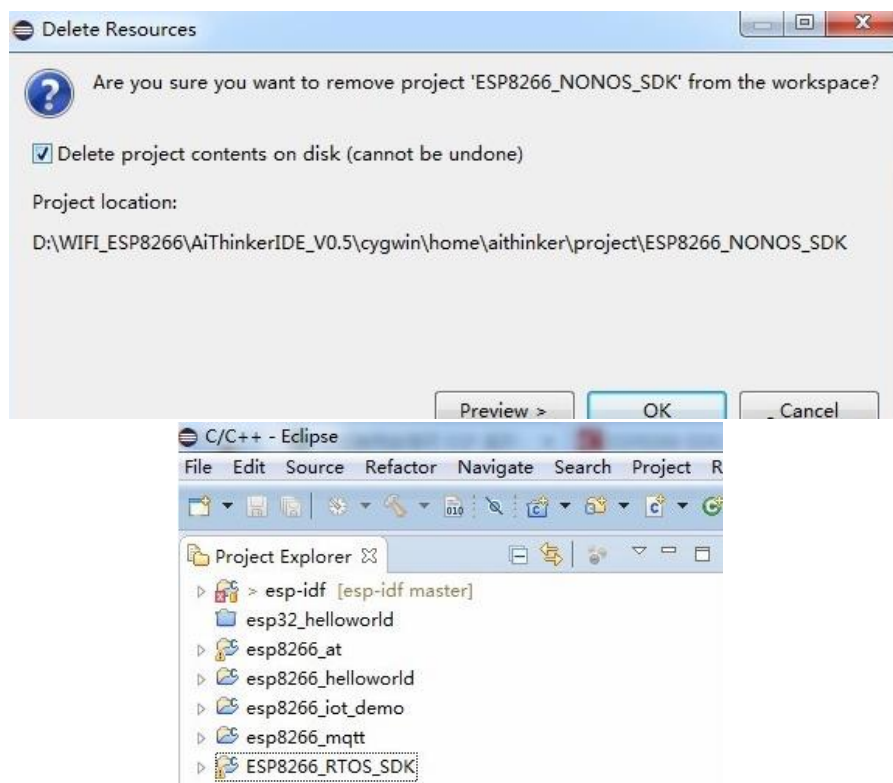 Delete Resources
Are you sure you want to remove project 'ESP8266_NONOS_SDK' from the workspace?
Delete project contents on disk (cannot be undone)
Project location:
D:\WIFI_ESP8266\AiThinkerIDE_V0.5\cygwin\home\aithinker\project\ESP8266_NONOS_SDK
Preview > OK Cancel
C/C++ - Eclipse
File Edit Source Refactor Navigate Search Project R
010
Project Explorer
> esp-idf [esp-idf master]
esp32_helloworld
esp8266_at
esp8266_helloworld
esp8266_iot_demo
esp8266_mqtt
ESP8266_RTOS_SDK